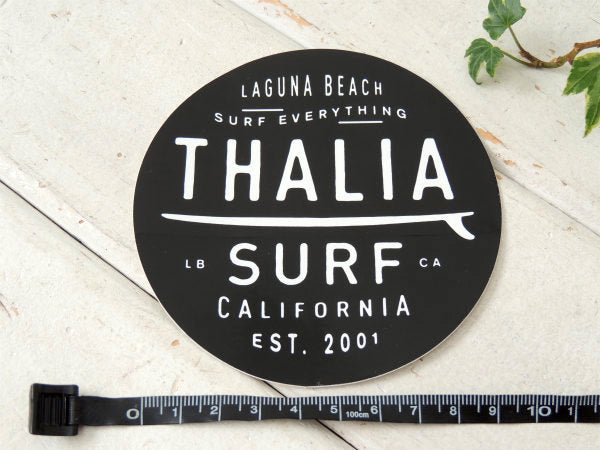 LAGUNA BEACH
SURF EVERYTHING
THALIA
LB SURF CA
CALIFORNIA
EST. 2001
0 1 2 3 4 5 6 7 8 9 10 1
100cm